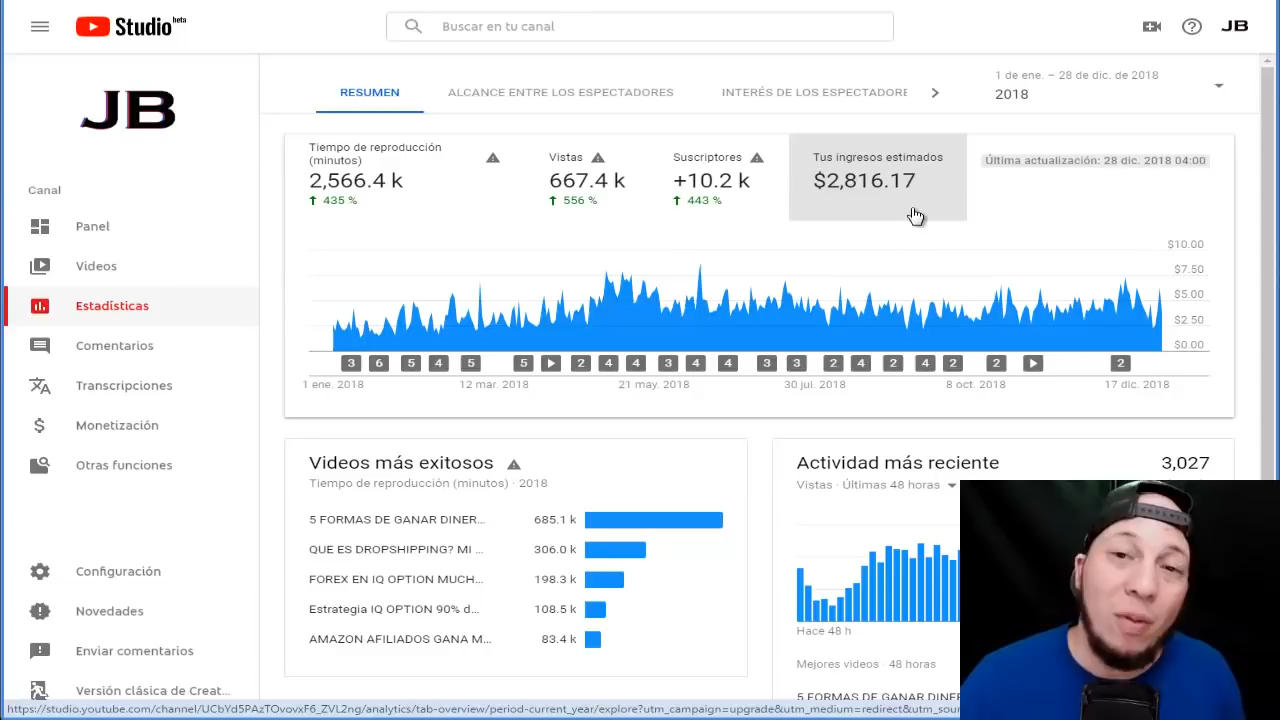 Studio beta
Buscar en tu canal
JB
JB
Canal
Panel
Videos
Estadísticas
Comentarios
Transcripciones
Monetización
Otras funciones
Configuración
Novedades
Enviar comentarios
Versión clásica de Creat...
RESUMEN
ALCANCE ENTRE LOS ESPECTADORES
INTERÉS DE LOS ESPECTADORE
1 de ene. – 28 de dic. de 2018
2018
Tiempo de reproducción
(minutos)
2,566.4 k
435 %
Vistas
667.4 k
556 %
Suscriptores
+10.2 k
443 %
Tus ingresos estimados
$2,816.17
Última actualización: 28 dic. 2018 04:00
$10.00
$7.50
$5.00
$2.50
$0.00
3 6 5 4 5 5 2 4 4 3 4 4 3 3 2 4 2 4 2 2 2
1 ene. 2018 12 mar. 2018 21 may. 2018 30 jul. 2018 8 oct. 2018 17 dic. 2018
Videos más exitosos
Tiempo de reproducción (minutos) · 2018
5 FORMAS DE GANAR DINER... 685.1 k
QUE ES DROPSHIPPING? MI ... 306.0 k
FOREX EN IQ OPTION MUCH... 198.3 k
Estrategia IQ OPTION 90% d... 108.5 k
AMAZON AFILIADOS GANA M... 83.4 k
Actividad más reciente 3,027
Vistas · Últimas 48 horas
Hace 48 h
Mejores videos · 48 horas
5 FORMAS DE GANAR DINER
https://studio.youtube.com/channel/UCbYd5PAzTOvovxF6_ZVL2ng/analytics/tab-overview/period-current_year/explore?utm_campaign=upgrade&utm_medium=redirect&utm_sour